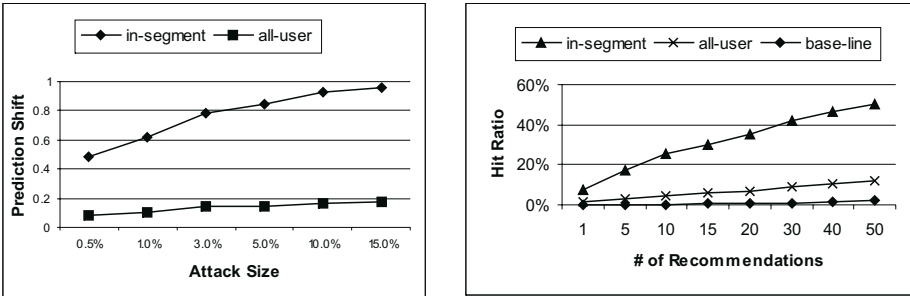 in-segment all-user
Prediction Shift
1
0.8
0.6
0.4
0.2
0
0.5% 1.0% 3.0% 5.0% 10.0% 15.0%
Attack Size
in-segment all-user base-line
Hit Ratio
60%
40%
20%
0%
1 5 10 15 20 30 40 50
# of Recommendations